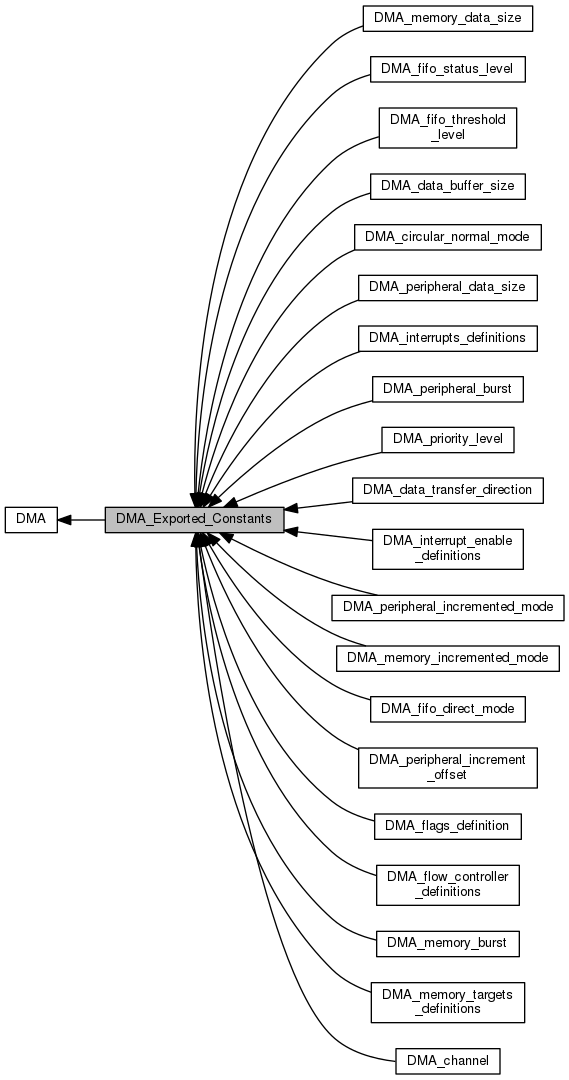 DMA_memory_data_size
DMA_fifo_status_level
DMA_fifo_threshold
_level
DMA_data_buffer_size
DMA_circular_normal_mode
DMA_peripheral_data_size
DMA_interrupts_definitions
DMA_peripheral_burst
DMA_priority_level
DMA_data_transfer_direction
DMA
DMA_Exported_Constants
DMA_interrupt_enable
_definitions
DMA_peripheral_incremented_mode
DMA_memory_incremented_mode
DMA_fifo_direct_mode
DMA_peripheral_increment
_offset
DMA_flags_definition
DMA_flow_controller
_definitions
DMA_memory_burst
DMA_memory_targets
_definitions
DMA_channel